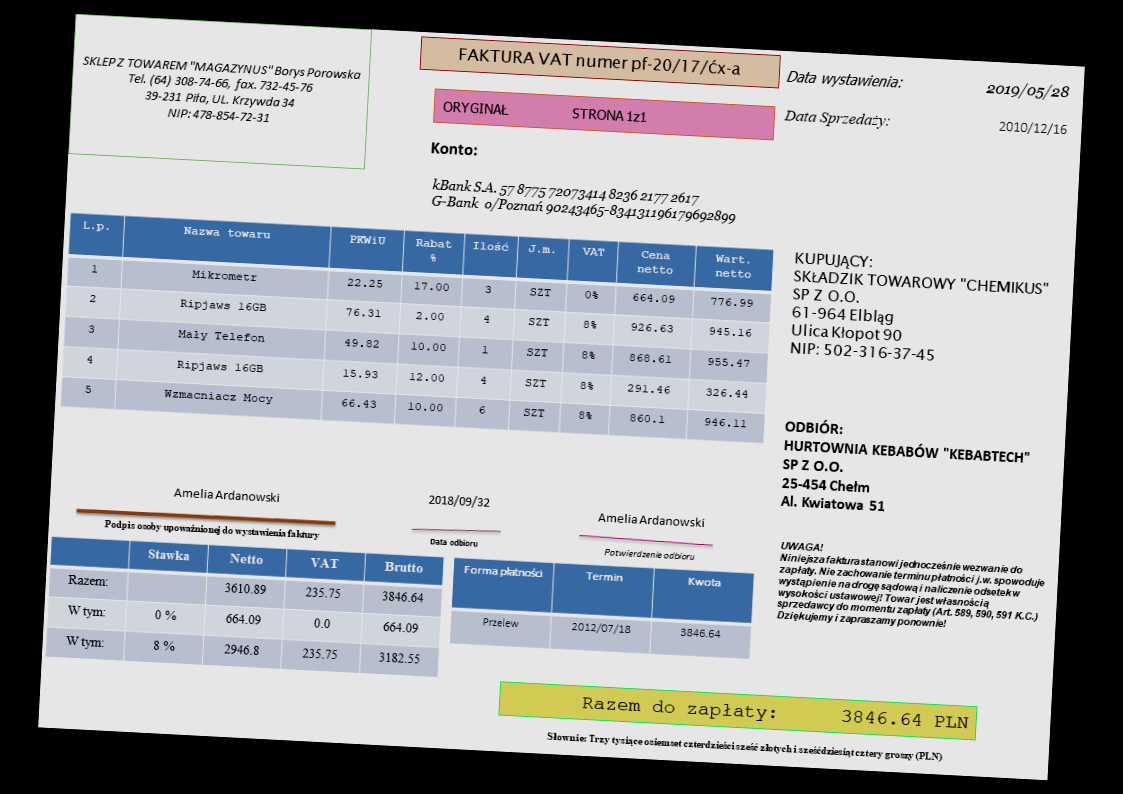 SKLEP Z TOWAREM "MAGAZYNUS" Borys Porowska
Tel. (64) 308-74-66, fax. 732-45-76
39-231 Piła, UL. Krzywda 34
NIP: 478-854-72-31
FAKTURA VAT numer pf-20/17/Ćx-a
ORYGINAŁ STRONA 1z1
Data wystawienia: 2019/05/28
Data Sprzedaży: 2010/12/16
Konto:
kBank S.A. 57 8775 72073414 8236 2177 2617
G-Bank o/Poznań 90243465-834131196179692899
L.p. Nazwa towaru PKWiU Rabat % Ilość J.m. VAT Cena netto Wart. netto
1 Mikrometr 22.25 17.00 3 SZT 0% 664.09 776.99
2 Ripjaws 16GB 76.31 2.00 4 SZT 8% 926.63 945.16
3 Mały Telefon 49.82 10.00 1 SZT 8% 868.61 955.47
4 Ripjaws 16GB 15.93 12.00 4 SZT 8% 291.46 326.44
5 Wzmacniacz Mocy 66.43 10.00 6 SZT 8% 860.1 946.11
KUPUJĄCY:
SKŁADZIK TOWAROWY "CHEMIKUS"
SP Z O.O.
61-964 Elbląg
Ulica Kłopot 90
NIP: 502-316-37-45
ODBIÓR:
HURTOWNIA KEBABÓW "KEBABTECH"
SP Z O.O.
25-454 Chełm
Al. Kwiatowa 51
Amelia Ardanowski
Podpis osoby upoważnionej do wystawienia faktury
2018/09/32
Data odbioru
Amelia Ardanowski
Potwierdzenie odbioru
UWAGA!
Niniejsza faktura stanowi jednocześnie wezwanie do
zapłaty. Nie zachowanie terminu płatności j.w. spowoduje
wystąpienie na drogę sądową i naliczenie odsetek w
wysokości ustawowej! Towar jest własnością
sprzedawcy do momentu zapłaty (Art. 589, 590, 591 K.C.)
Dziękujemy i zapraszamy ponownie!
Stawka Netto VAT Brutto
Razem: 3610.89 235.75 3846.64
W tym: 0 % 664.09 0.0 664.09
W tym: 8 % 2946.8 235.75 3182.55
Forma płatności Termin Kwota
Przelew 2012/07/18 3846.64
Razem do zapłaty: 3846.64 PLN
Słownie: Trzy tysiące osiemset czterdzieści sześć złotych i sześćdziesiąt cztery groszy (PLN)